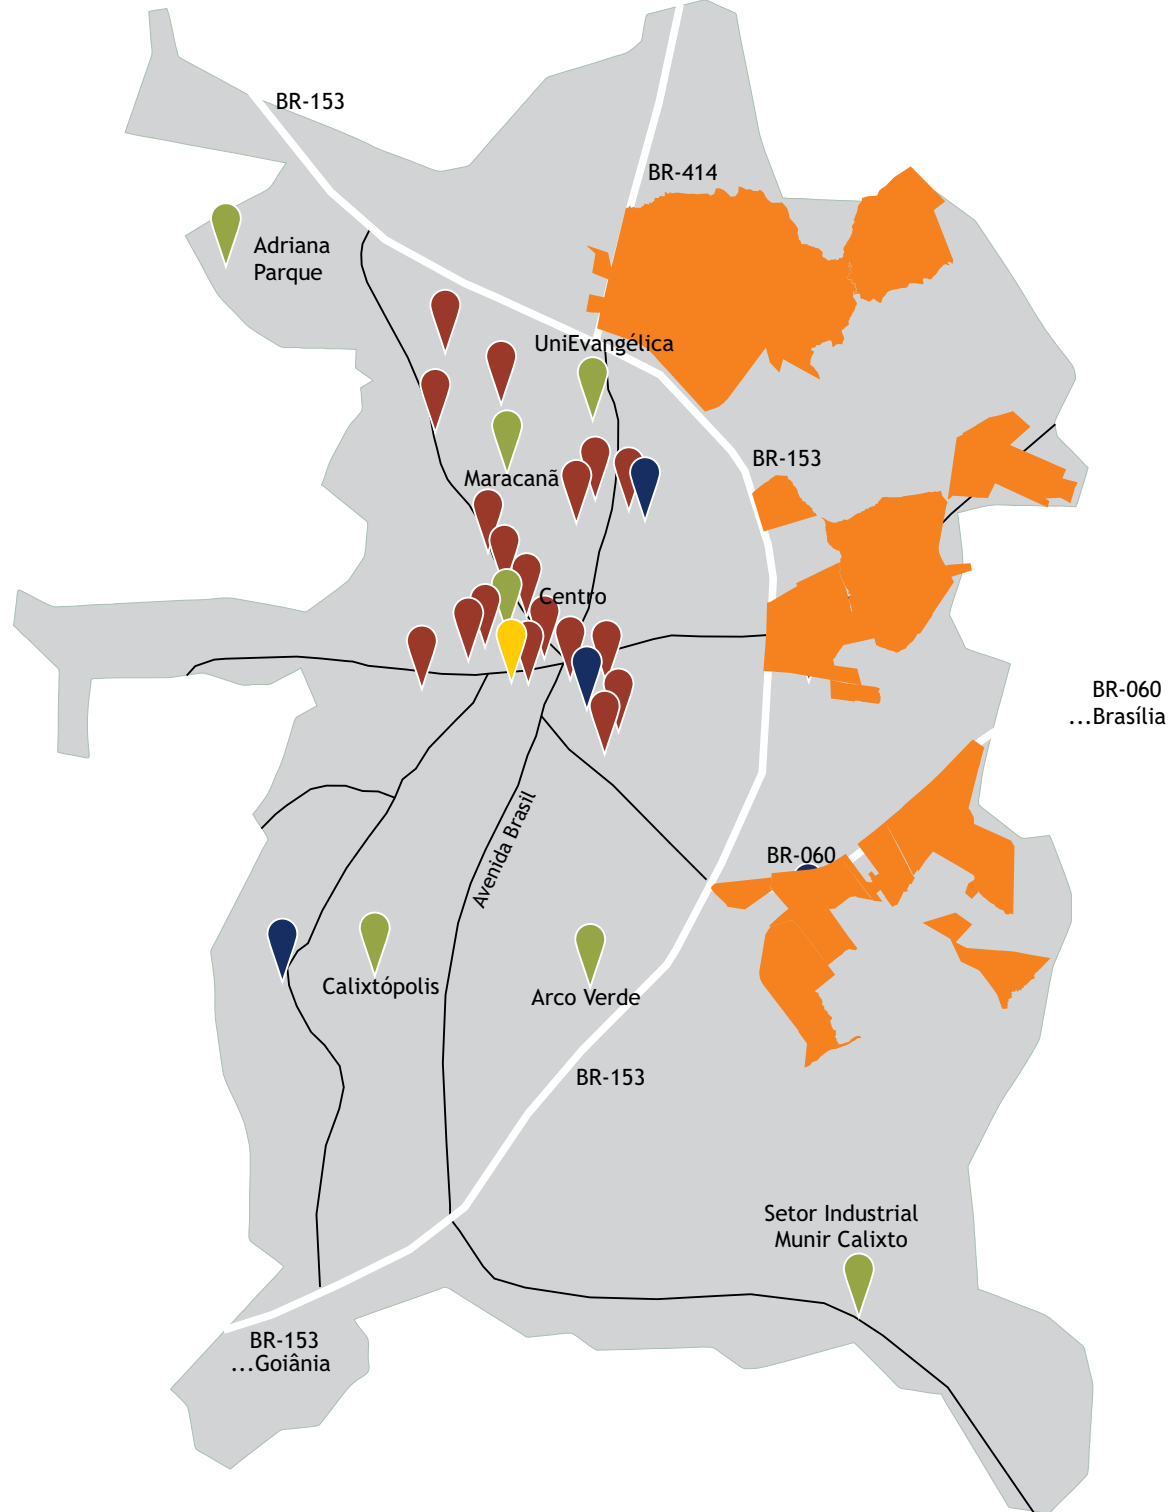 BR-153
BR-414
Adriana
Parque
UniEvangélica
BR-153
Maracanã
Centro
BR-060
...Brasília
Avenida Brasil
BR-060
Calixtópolis
Arco Verde
BR-153
Setor Industrial
Munir Calixto
BR-153
...Goiânia